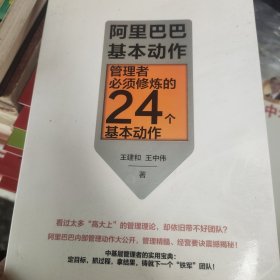 阿里巴巴
基本动作
管理者
必须修炼的
24个
基本动作
王建和 王中伟
著
看过太多“高大上”的管理理论，却依旧带不好团队？
阿里巴巴内部管理动作大公开，管理精髓、经营要诀震撼揭秘！
中基层管理者的实用宝典：
定目标，抓过程，拿结果，铸就下一个“铁军”团队！